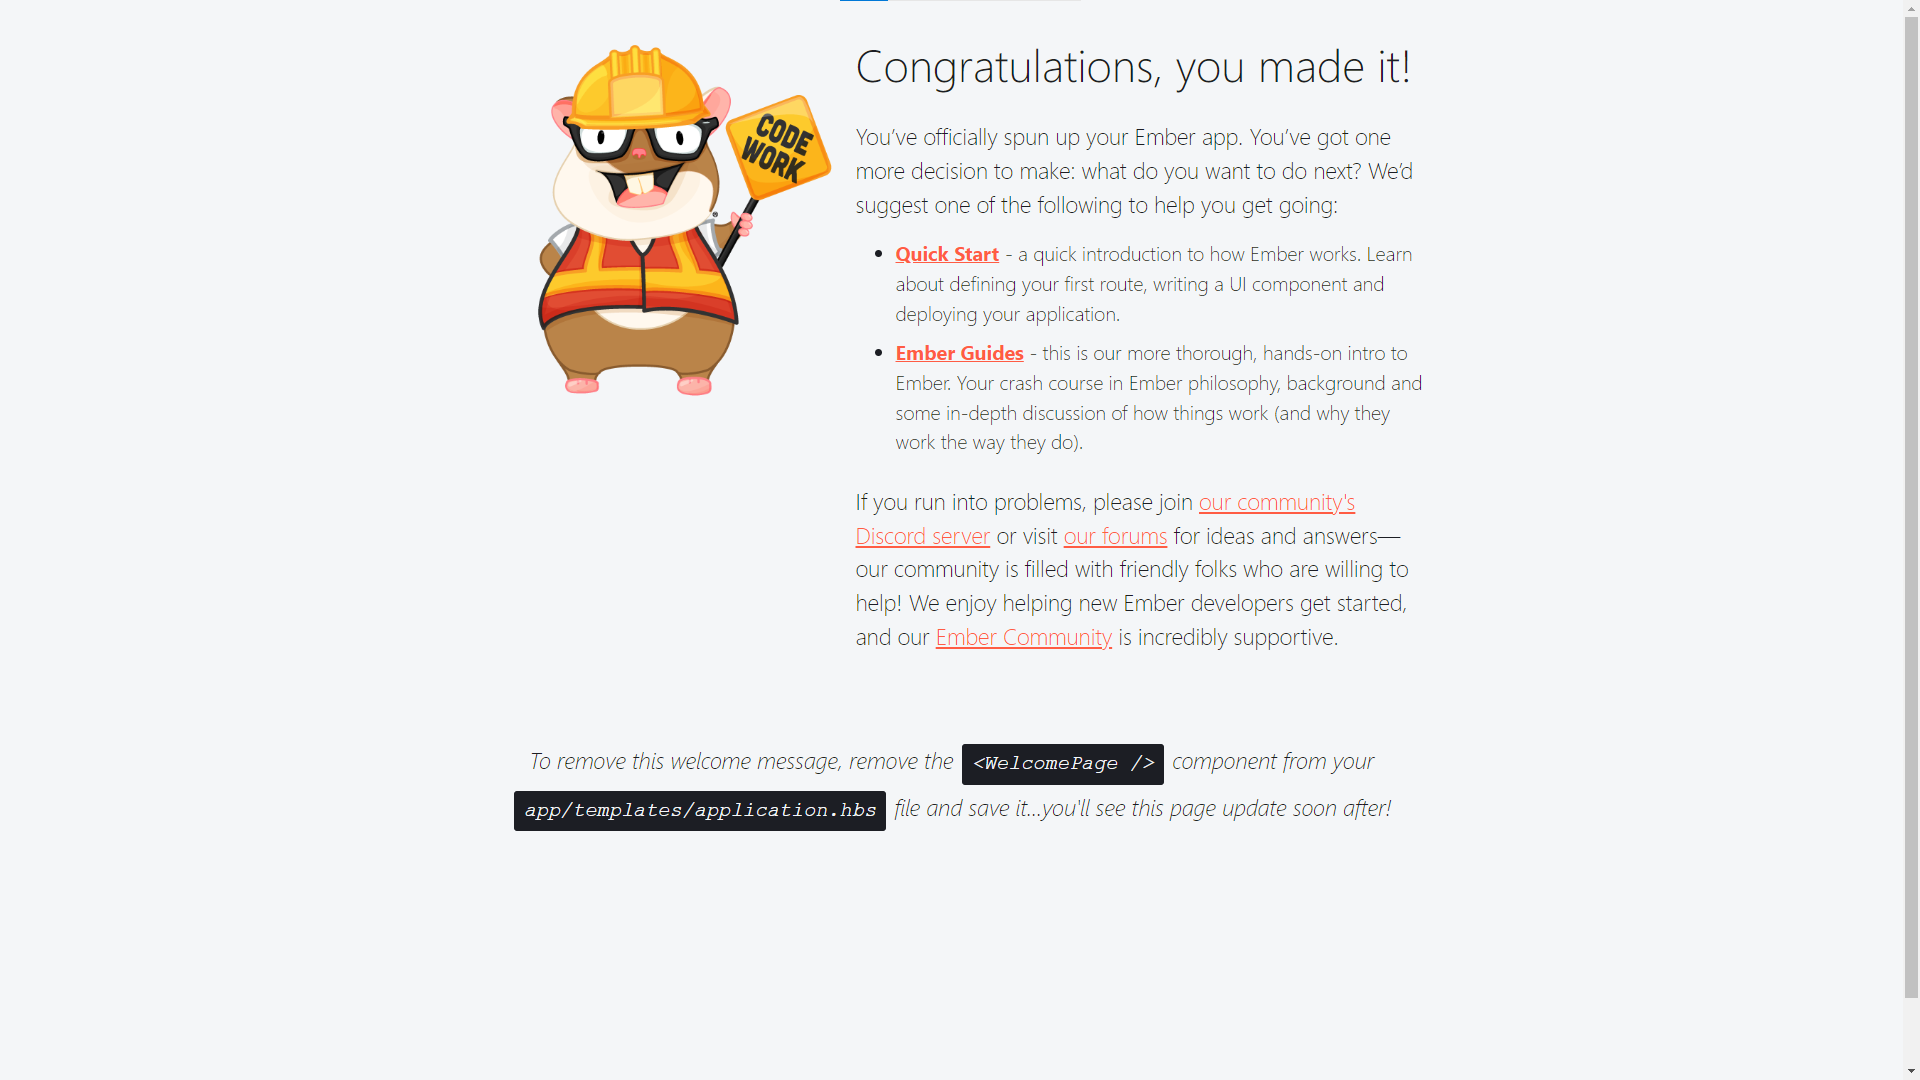 CODE
WORK
Congratulations, you made it!
You’ve officially spun up your Ember app. You’ve got one
more decision to make: what do you want to do next? We’d
suggest one of the following to help you get going:
• Quick Start - a quick introduction to how Ember works. Learn
about defining your first route, writing a UI component and
deploying your application.
• Ember Guides - this is our more thorough, hands-on intro to
Ember. Your crash course in Ember philosophy, background and
some in-depth discussion of how things work (and why they
work the way they do).
If you run into problems, please join our community's
Discord server or visit our forums for ideas and answers—
our community is filled with friendly folks who are willing to
help! We enjoy helping new Ember developers get started,
and our Ember Community is incredibly supportive.
To remove this welcome message, remove the <WelcomePage /> component from your
app/templates/application.hbs file and save it...you'll see this page update soon after!